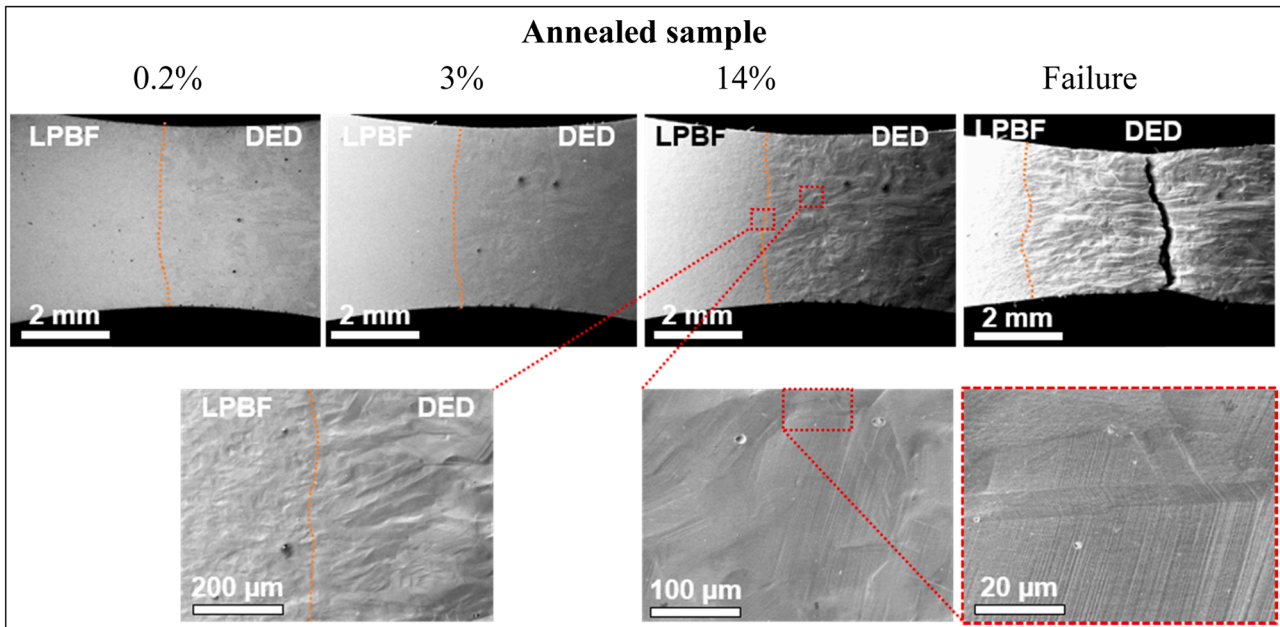 Annealed sample
0.2% 3% 14% Failure
LPBF DED LPBF DED LPBF DED LPBF DED
2 mm 2 mm 2 mm 2 mm
LPBF DED
200 µm 100 µm 20 µm